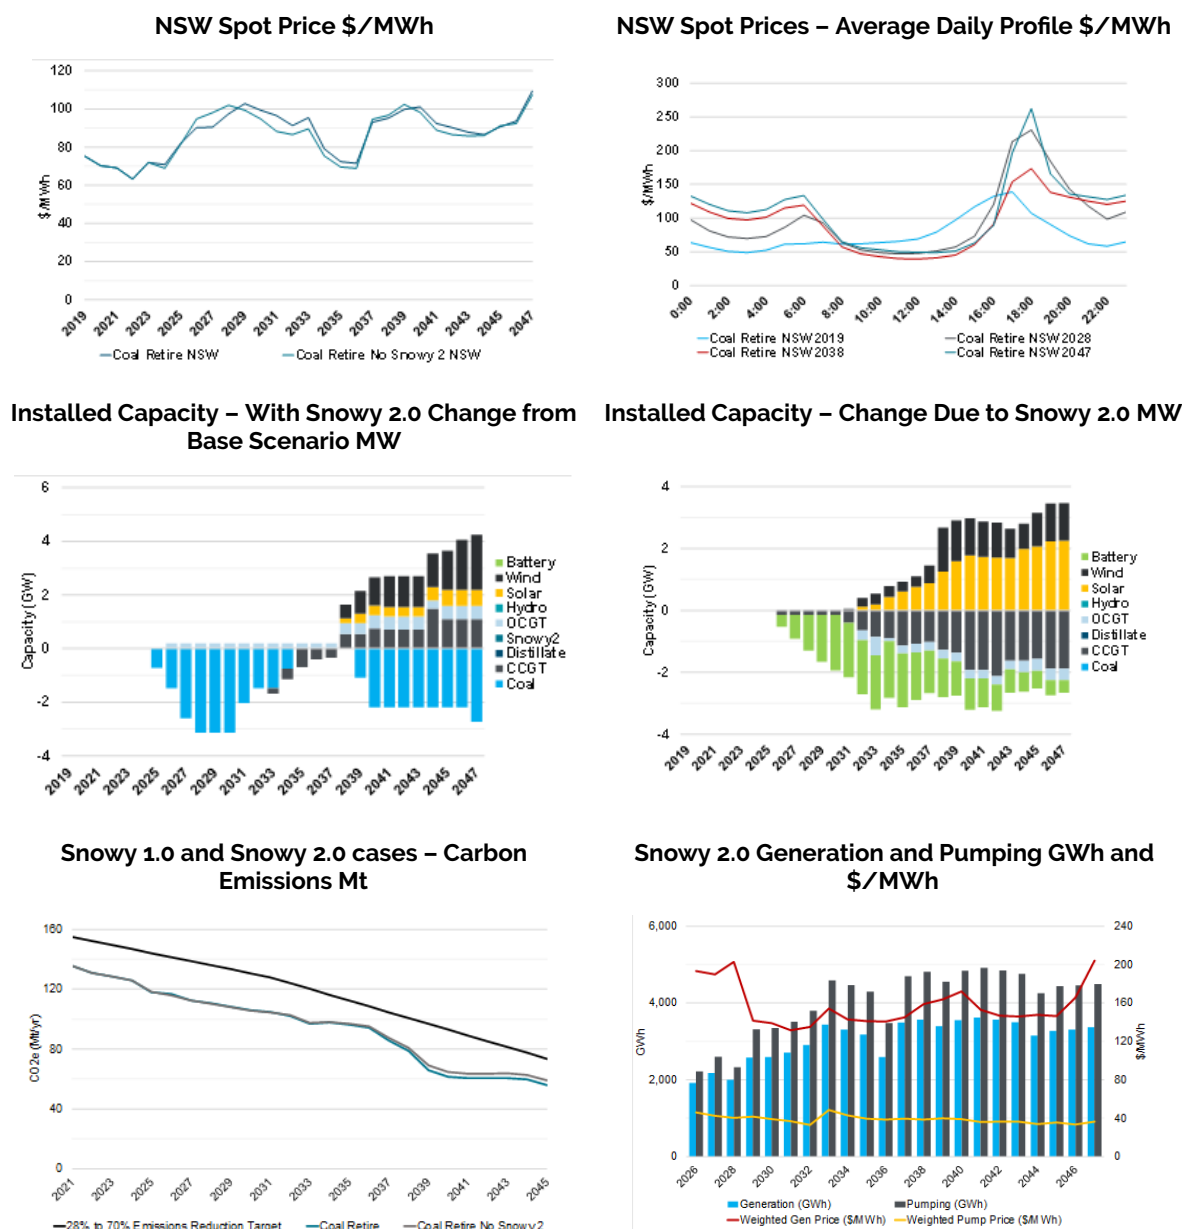 NSW Spot Price $/MWh
120
100
80
60
40
20
0
$/MWh
2019 2021 2023 2025 2027 2029 2031 2033 2035 2037 2039 2041 2043 2045 2047
Coal Retire NSW Coal Retire No Snowy 2 NSW
NSW Spot Prices – Average Daily Profile $/MWh
300
250
200
150
100
50
0
$/MWh
0:00 2:00 4:00 6:00 8:00 10:00 12:00 14:00 16:00 18:00 20:00 22:00
Coal Retire NSW 2019 Coal Retire NSW 2028
Coal Retire NSW 2038 Coal Retire NSW 2047
Installed Capacity – With Snowy 2.0 Change from
Base Scenario MW
6
4
2
0
-2
-4
Capacity (GW)
2019 2021 2023 2025 2027 2029 2031 2033 2035 2037 2039 2041 2043 2045 2047
Battery
Wind
Solar
Hydro
OCGT
Snowy2
Distillate
CCGT
Coal
Installed Capacity – Change Due to Snowy 2.0 MW
4
2
0
-2
-4
Capacity (GW)
2019 2021 2023 2025 2027 2029 2031 2033 2035 2037 2039 2041 2043 2045 2047
Battery
Wind
Solar
Hydro
OCGT
Distillate
CCGT
Coal
Snowy 1.0 and Snowy 2.0 cases – Carbon
Emissions Mt
160
120
80
40
0
CO2e (Mt/yr)
2021 2023 2025 2027 2029 2031 2033 2035 2037 2039 2041 2043 2045
28% to 70% Emissions Reduction Target Coal Retire Coal Retire No Snowy 2
Snowy 2.0 Generation and Pumping GWh and
$/MWh
6,000
4,000
2,000
0
GWh
240
200
160
120
80
40
0
$/MWh
2026 2028 2030 2032 2034 2036 2038 2040 2042 2044 2046
Generation (GWh) Pumping (GWh)
Weighted Gen Price ($/MWh) Weighted Pump Price ($/MWh)